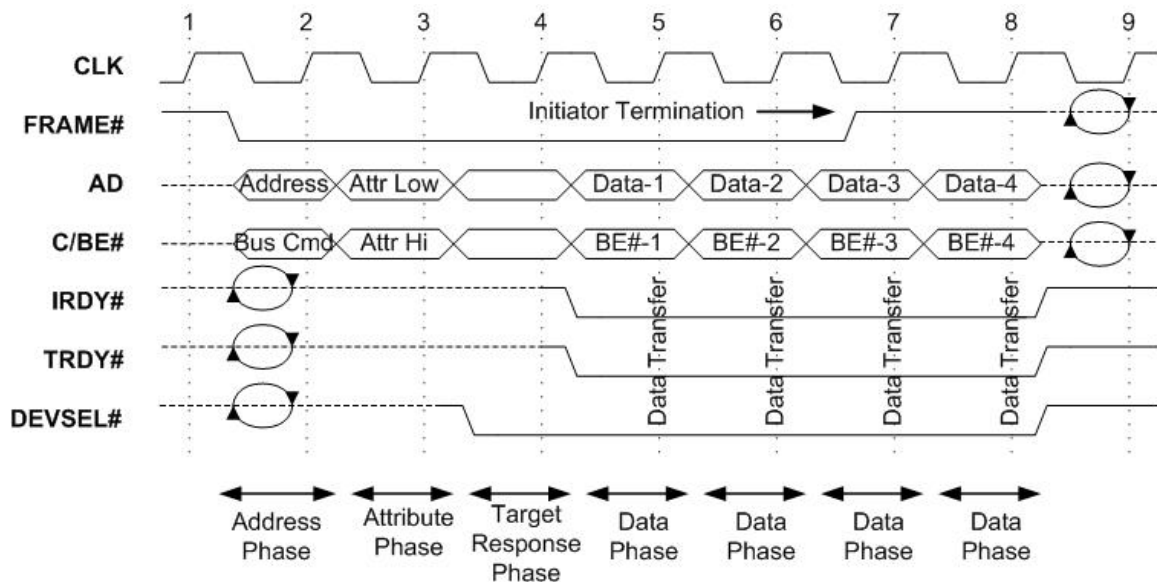 1 2 3 4 5 6 7 8 9
CLK
FRAME# Initiator Termination
AD Address Attr Low Data-1 Data-2 Data-3 Data-4
C/BE# Bus Cmd Attr Hi BE#-1 BE#-2 BE#-3 BE#-4
IRDY#
TRDY#
DEVSEL#
Data Transfer
Data Transfer
Data Transfer
Data Transfer
Address Phase
Attribute Phase
Target Response Phase
Data Phase
Data Phase
Data Phase
Data Phase